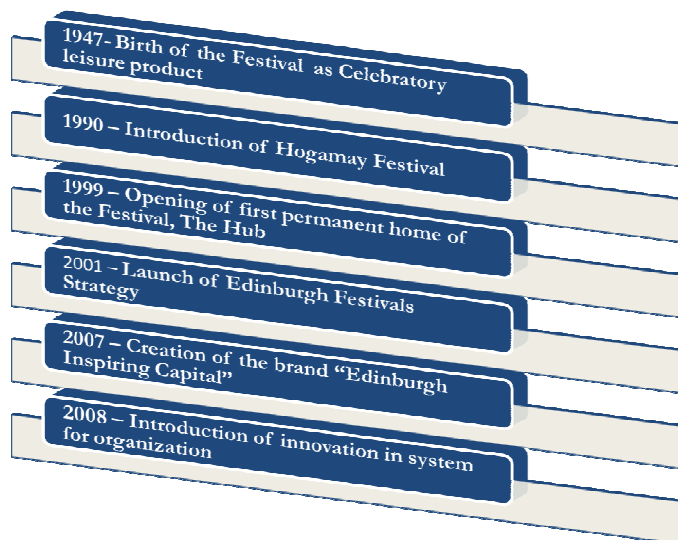 1947- Birth of the Festival as Celebratory
leisure product
1990 – Introduction of Hogamay Festival
1999 – Opening of first permanent home of
the Festival, The Hub
2001 – Launch of Edinburgh Festivals
Strategy
2007 – Creation of the brand “Edinburgh
Inspiring Capital”
2008 – Introduction of innovation in system
for organization